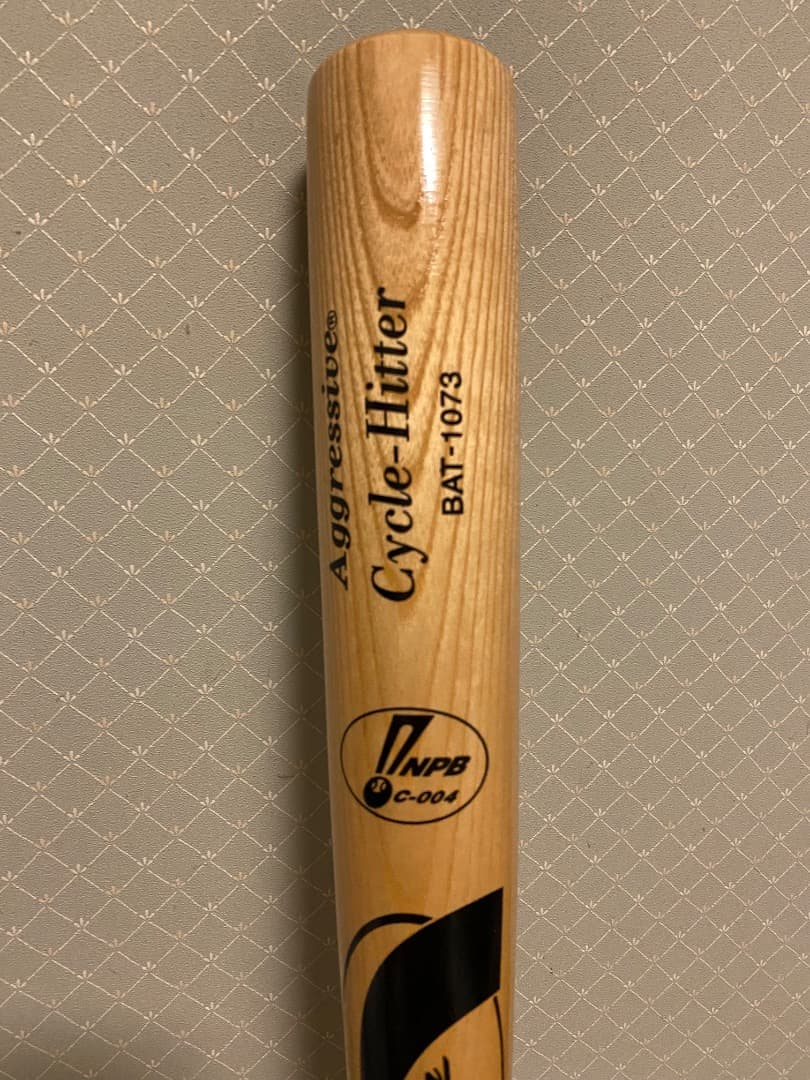 Aggressive®
Cycle-Hitter
BAT-1073
NPB
C-004